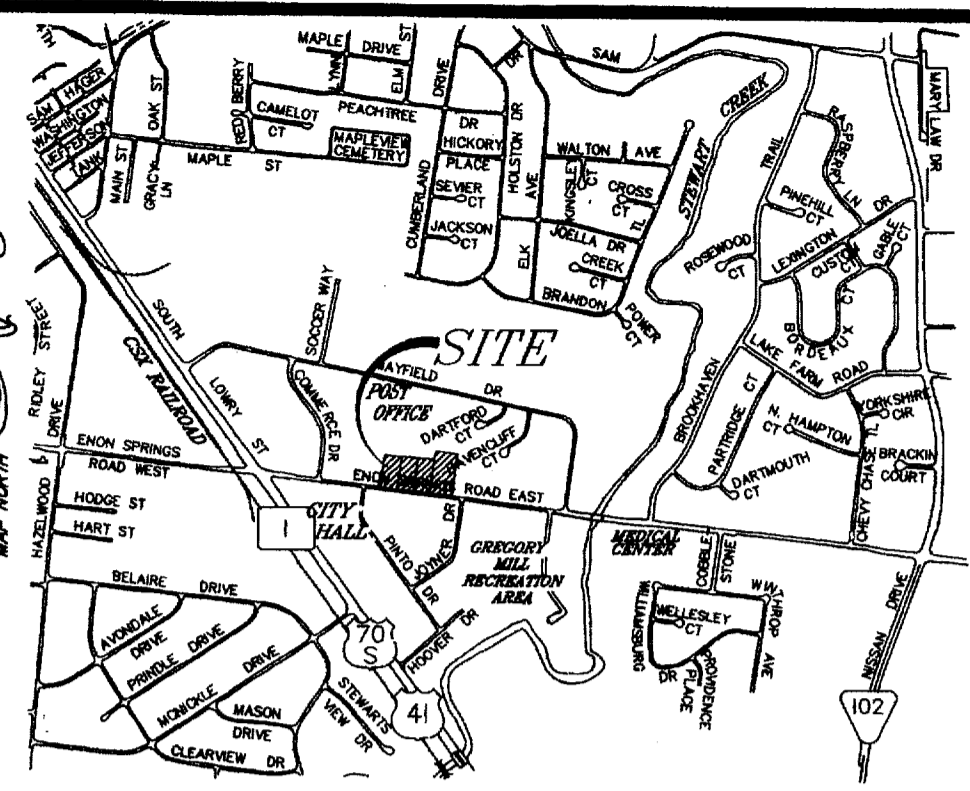 MAPLE DRIVE
LYNN
ELM ST
DRIVE
DR
SAM
MARY LAW DR
SAM HAGER
WASHINGTON
JEFFERSON
TANK
OAK ST
MAIN ST
GRACY LN
MAPLE ST
RED BERRY
CAMELOT CT
PEACHTREE
MAPLEVIEW CEMETERY
DR
HICKORY
PLACE
SEVIER CT
JACKSON CT
CUMBERLAND
HOLSTON DR
ELK AVE
WALTON AVE
KINGSLEY CT
CROSS CT
TL
JOELLA DR
CREEK CT
BRANDON
POWER CT
STEWART CREEK
TRAIL
RASPBERRY LN
PINEHILL CT
ROSEWOOD CT
LEXINGTON DR
CUSTOM CT
GABLE CT
BORDEAUX CT
LAKE FARM ROAD
BROOKHAVEN
PARTRIDGE CT
N. HAMPTON CT
DARTMOUTH CT
YORKSHIRE CIR
CHEVY CHASE TL
W BRACKIN COURT
SOUTH
LOWRY ST
CSX RAILROAD
RIDLEY STREET
SOCCER WAY
COMMERCE DR
SITE
MAYFIELD DR
POST OFFICE
DARTFORD CT
AVENCLIFF CT
ENON SPRINGS
ROAD WEST
ROAD EAST
HAZELWOOD DRIVE
HODGE ST
HART ST
1
CITY HALL
PINTO DR
JOYNER DR
HOOVER DR
GREGORY MILL RECREATION AREA
MEDICAL CENTER
COBBLE STONE
WILLIAMSBURG DR
WELLESLEY CT
PROVIDENCE PLACE
WINTHROP AVE
NISSAN DRIVE
102
BELAIRE DRIVE
AVONDALE DRIVE
PRINDLE DRIVE
MONICKLE DRIVE
MASON DRIVE
CLEARVIEW DR
STEWARTS VIEW DR
70
S
41
MAP NORTH